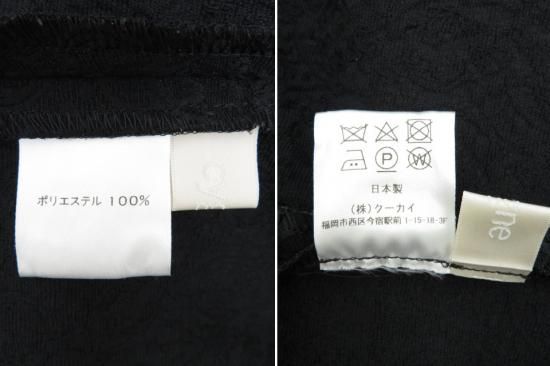 ポリエステル 100%
日本製
(株)クーカイ
福岡市西区今宿駅前1-15-18-3F